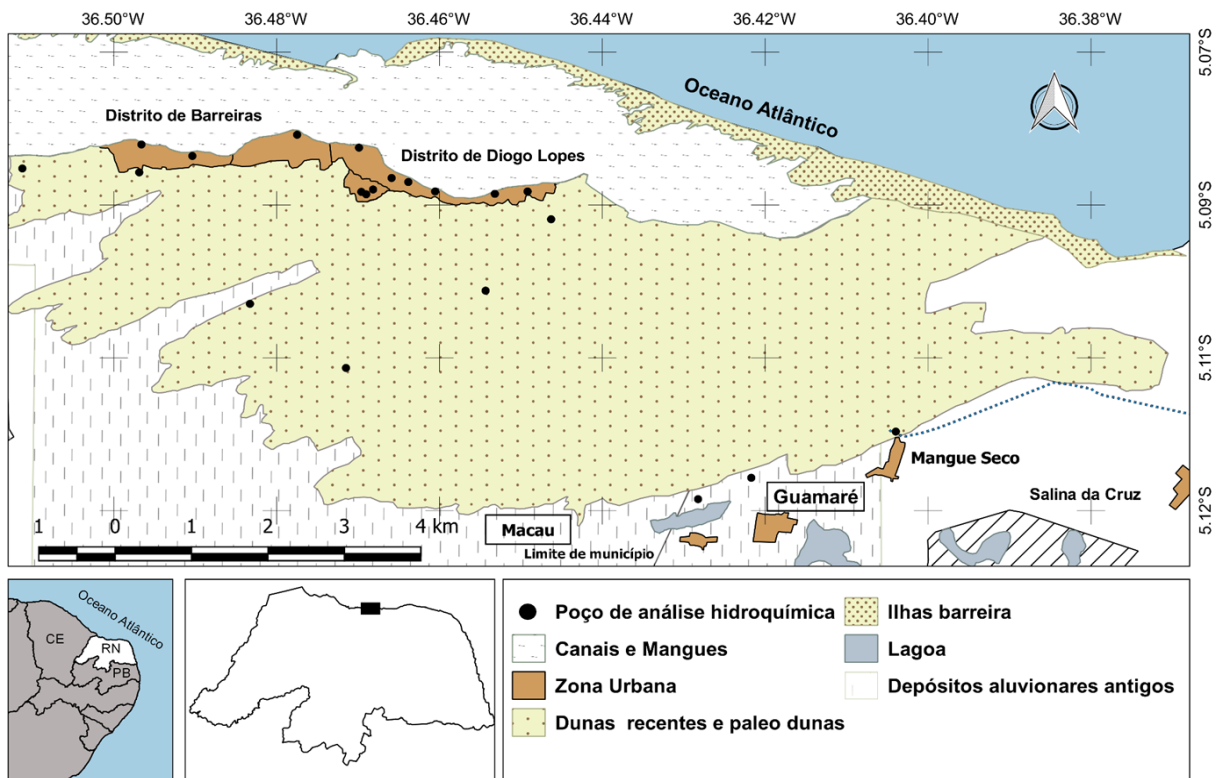 36.50°W 36.48°W 36.46°W 36.44°W 36.42°W 36.40°W 36.38°W
5.07°S
Oceano Atlântico
Distrito de Barreiras
Distrito de Diogo Lopes
5.09°S
5.11°S
Mangue Seco
Guamaré
Salina da Cruz
5.12°S
1 0 1 2 3 4 km
Macau
Limite de município
Oceano Atlântico
CE
RN
PB
Poço de análise hidroquímica
Canais e Mangues
Zona Urbana
Dunas recentes e paleo dunas
Ilhas barreira
Lagoa
Depósitos aluvionares antigos